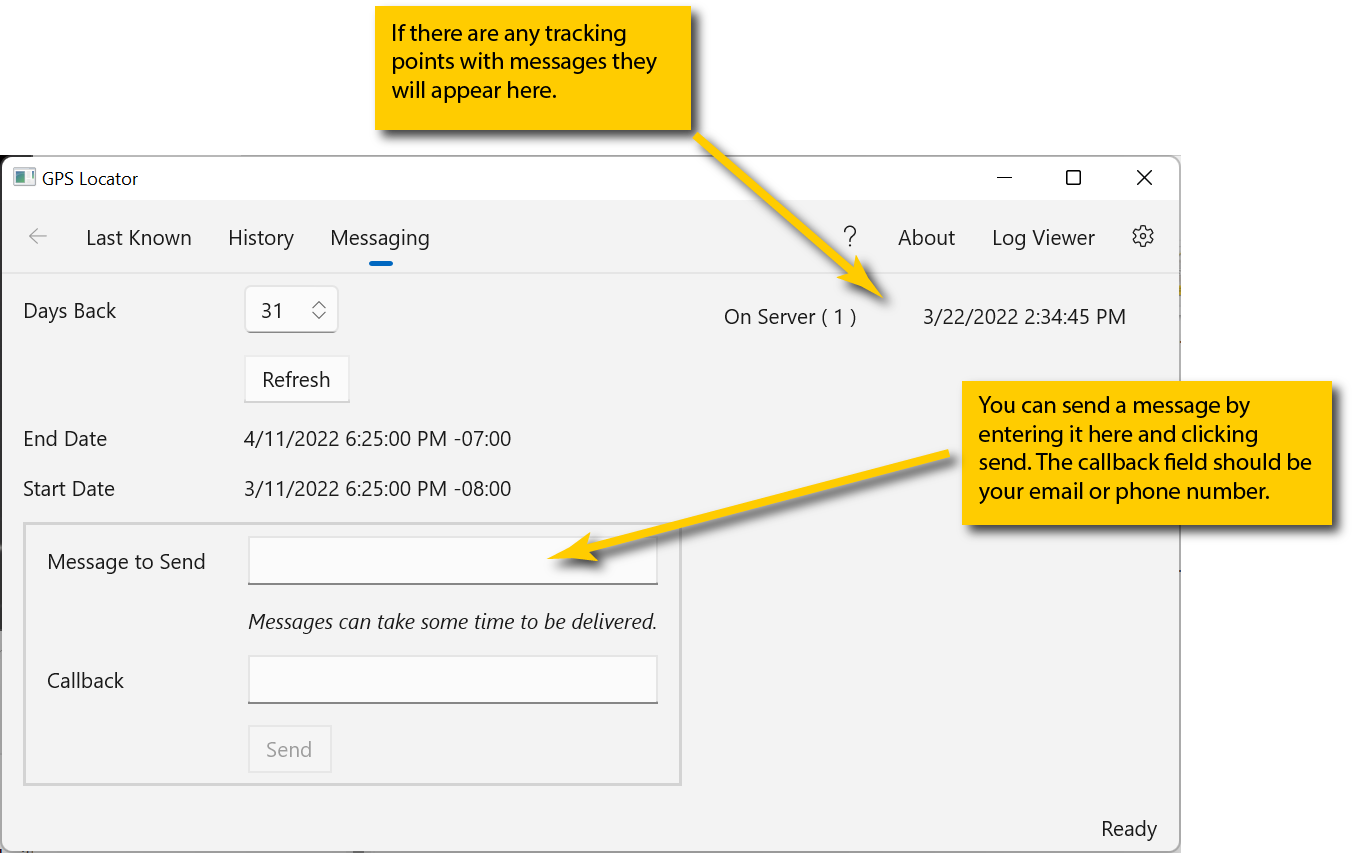 If there are any tracking
points with messages they
will appear here.
GPS Locator
Last Known History Messaging ? About Log Viewer
Days Back 31 On Server ( 1 ) 3/22/2022 2:34:45 PM
Refresh
You can send a message by
entering it here and clicking
send. The callback field should be
your email or phone number.
End Date 4/11/2022 6:25:00 PM -07:00
Start Date 3/11/2022 6:25:00 PM -08:00
Message to Send
Messages can take some time to be delivered.
Callback
Send
Ready